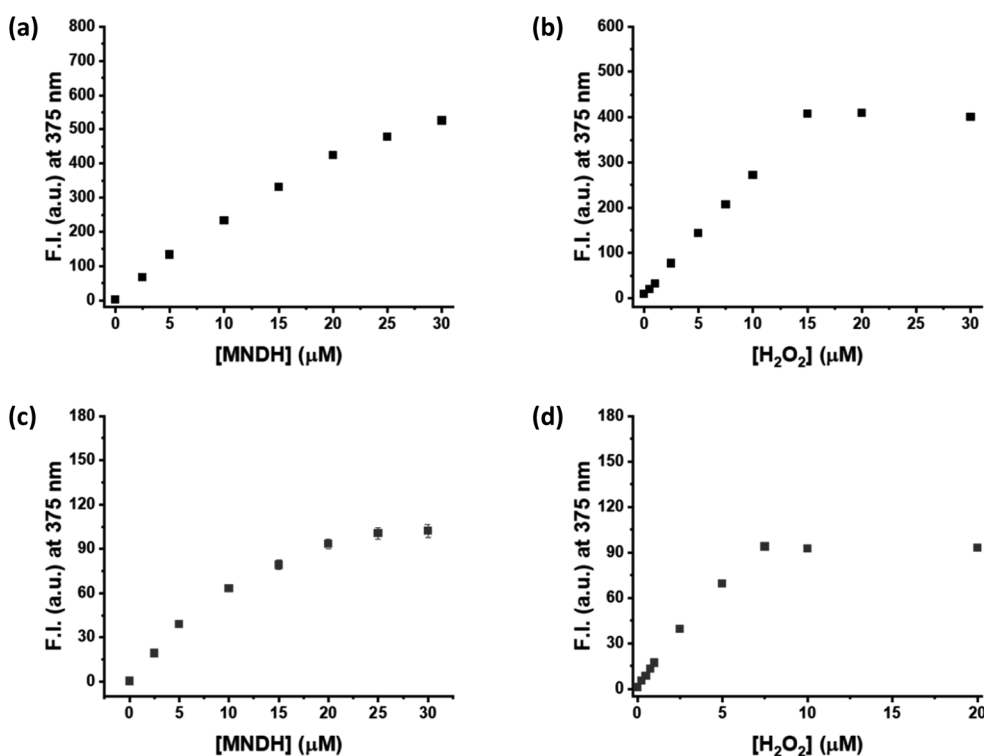 (a)
F.I. (a.u.) at 375 nm
800
700
600
500
400
300
200
100
0
0 5 10 15 20 25 30
[MNDH] (μM)
(b)
F.I. (a.u.) at 375 nm
600
500
400
300
200
100
0
0 5 10 15 20 25 30
[H₂O₂] (μM)
(c)
F.I. (a.u.) at 375 nm
180
150
120
90
60
30
0
0 5 10 15 20 25 30
[MNDH] (μM)
(d)
F.I. (a.u.) at 375 nm
180
150
120
90
60
30
0
0 5 10 15 20
[H₂O₂] (μM)